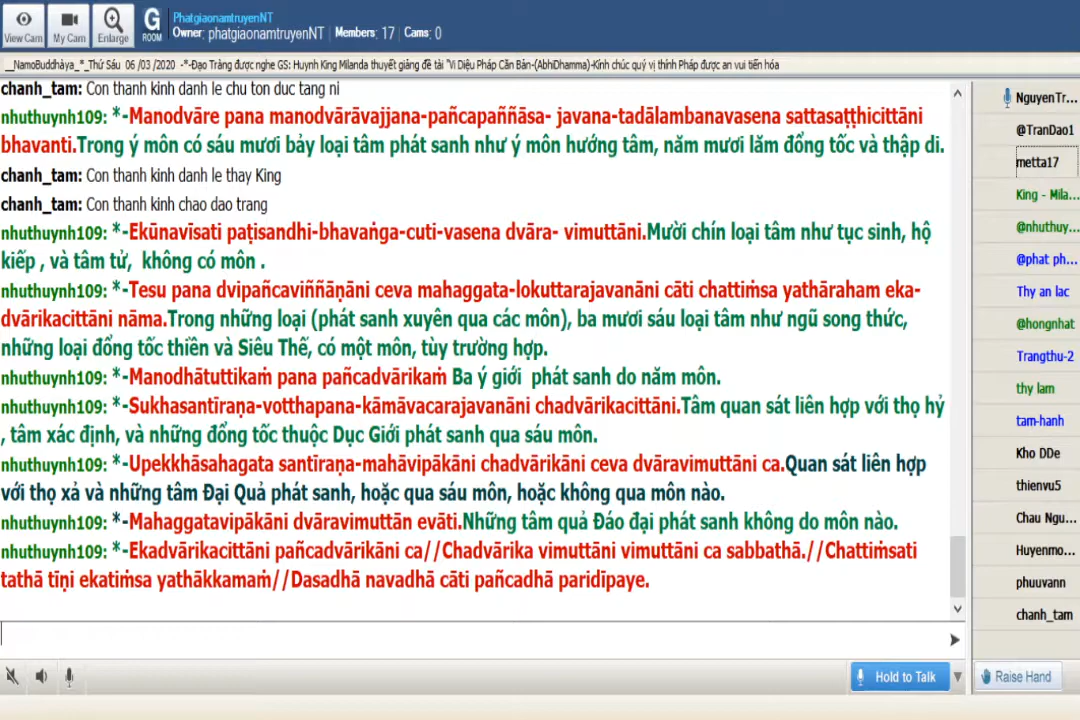 PhatgiaonamtruyenNT
View Cam
My Cam
Enlarge
G ROOM
Owner: phatgiaonamtruyenNT | Members: 17 | Cams: 0
__NamoBuddhàya_*_Thứ Sáu 06 /03 /2020 -*-Đạo Tràng được nghe GS: Huynh King Milanda thuyết giảng đề tài "Vi Diệu Pháp Căn Bản-(AbhiDhamma)-Kính chúc quý vị thính Pháp được an vui tiến hóa
chanh_tam: Con thanh kinh danh le chu ton duc tang ni
nhuthuynh109: *-Manodvāre pana manodvārāvajjana-pañcapaññāsa- javana-tadālambanavasena sattasaṭṭhicittāni
bhavanti.Trong ý môn có sáu mươi bảy loại tâm phát sanh như ý môn hướng tâm, năm mươi lăm đổng tốc và thập di.
chanh_tam: Con thanh kinh danh le thay King
chanh_tam: Con thanh kinh chao dao trang
nhuthuynh109: *-Ekūnavīsati paṭisandhi-bhavaṅga-cuti-vasena dvāra- vimuttāni.Mười chín loại tâm như tục sinh, hộ
kiếp , và tâm tử, không có môn .
nhuthuynh109: *-Tesu pana dvipañcaviññāṇāni ceva mahaggata-lokuttarajavanāni cāti chattiṁsa yathāraham eka-
dvārikacittāni nāma.Trong những loại (phát sanh xuyên qua các môn), ba mươi sáu loại tâm như ngũ song thức,
những loại đổng tốc thiền và Siêu Thế, có một môn, tùy trường hợp.
nhuthuynh109: *-Manodhātuttikaṁ pana pañcadvārikaṁ Ba ý giới phát sanh do năm môn.
nhuthuynh109: *-Sukhasantīraṇa-votthapana-kāmāvacarajavanāni chadvārikacittāni.Tâm quan sát liên hợp với thọ hỷ
, tâm xác định, và những đổng tốc thuộc Dục Giới phát sanh qua sáu môn.
nhuthuynh109: *-Upekkhāsahagata santīraṇa-mahāvipākāni chadvārikāni ceva dvāravimuttāni ca.Quan sát liên hợp
với thọ xả và những tâm Đại Quả phát sanh, hoặc qua sáu môn, hoặc không qua môn nào.
nhuthuynh109: *-Mahaggatavipākāni dvāravimuttān evāti.Những tâm quả Đáo đại phát sanh không do môn nào.
nhuthuynh109: *-Ekadvārikacittāni pañcadvārikāni ca//Chadvārika vimuttāni vimuttāni ca sabbathā.//Chattiṁsati
tathā tīṇi ekatiṁsa yathākkamaṁ//Dasadhā navadhā cāti pañcadhā paridīpaye.
NguyenTr...
@TranDao1
metta17
King - Mila...
@nhuthuy...
@phat ph...
Thy an lac
@hongnhat
Trangthu-2
thy lam
tam-hanh
Kho DDe
thienvu5
Chau Ngu...
Huyenmo...
phuuvann
chanh_tam
Hold to Talk
Raise Hand